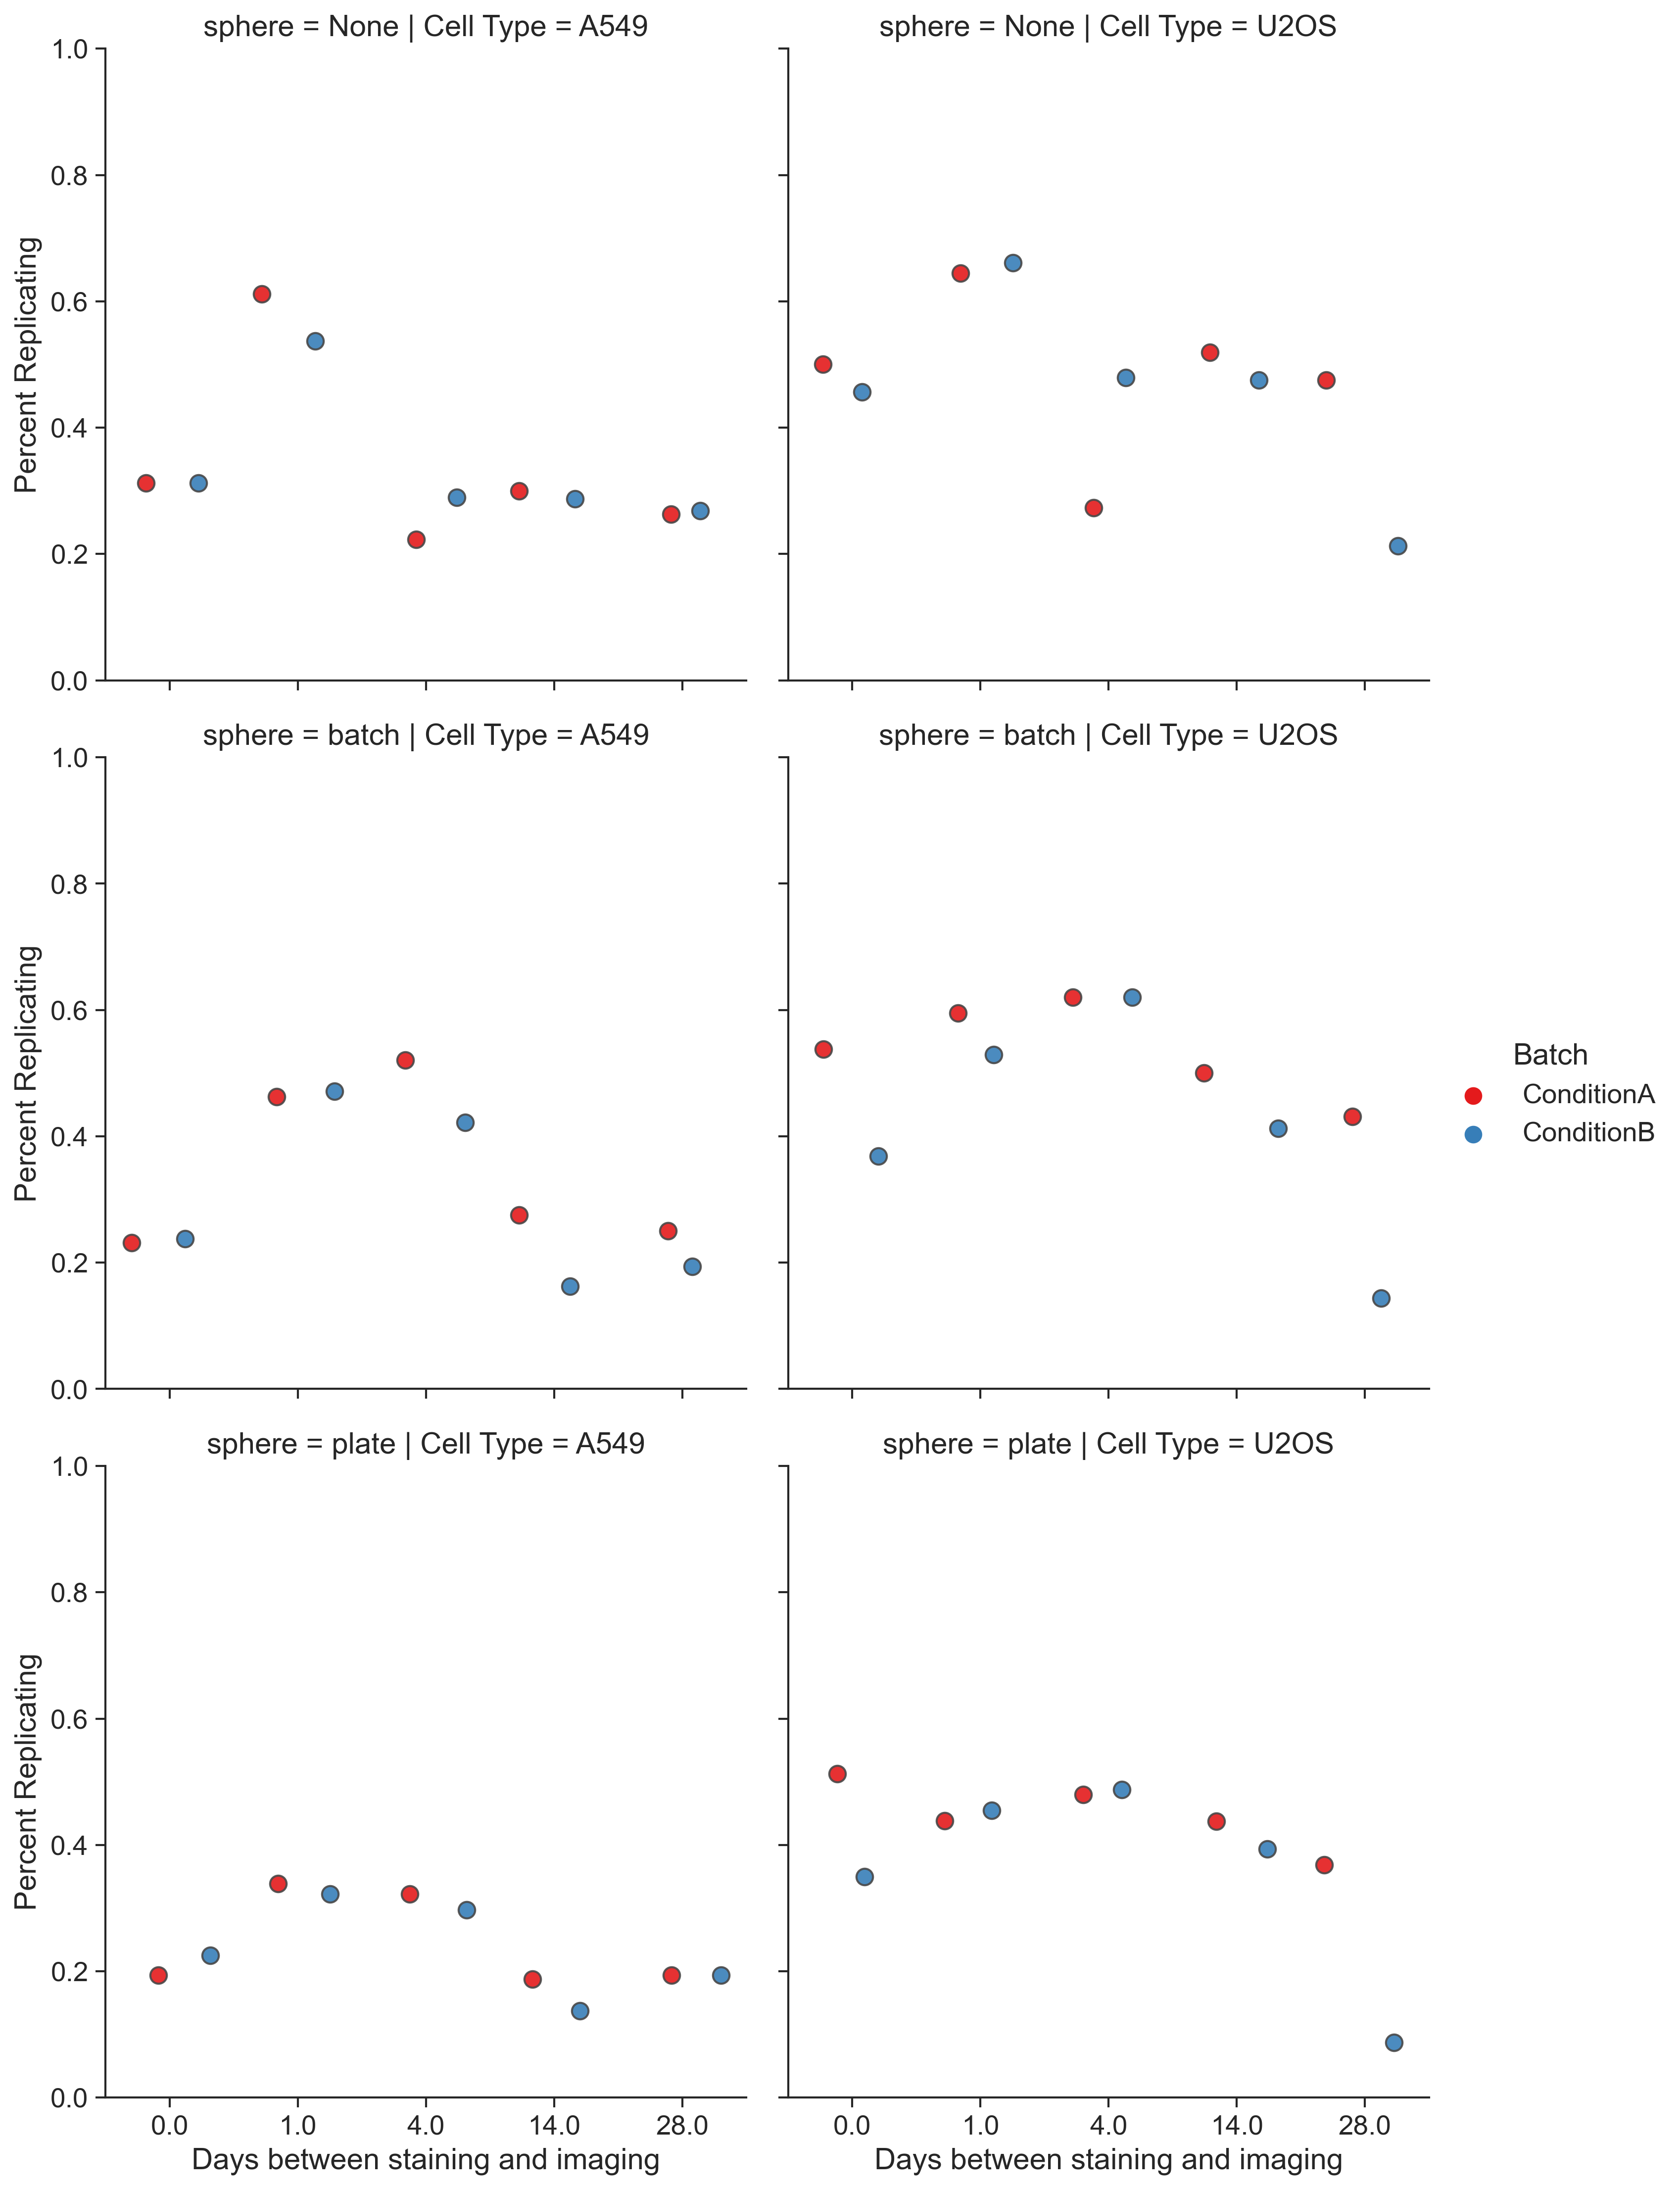 sphere = None | Cell Type = A549
sphere = None | Cell Type = U2OS
1.0
0.8
0.6
0.4
0.2
0.0
Percent Replicating
sphere = batch | Cell Type = A549
sphere = batch | Cell Type = U2OS
1.0
0.8
0.6
0.4
0.2
0.0
Percent Replicating
Batch
ConditionA
ConditionB
sphere = plate | Cell Type = A549
sphere = plate | Cell Type = U2OS
1.0
0.8
0.6
0.4
0.2
0.0
Percent Replicating
0.0 1.0 4.0 14.0 28.0
0.0 1.0 4.0 14.0 28.0
Days between staining and imaging
Days between staining and imaging